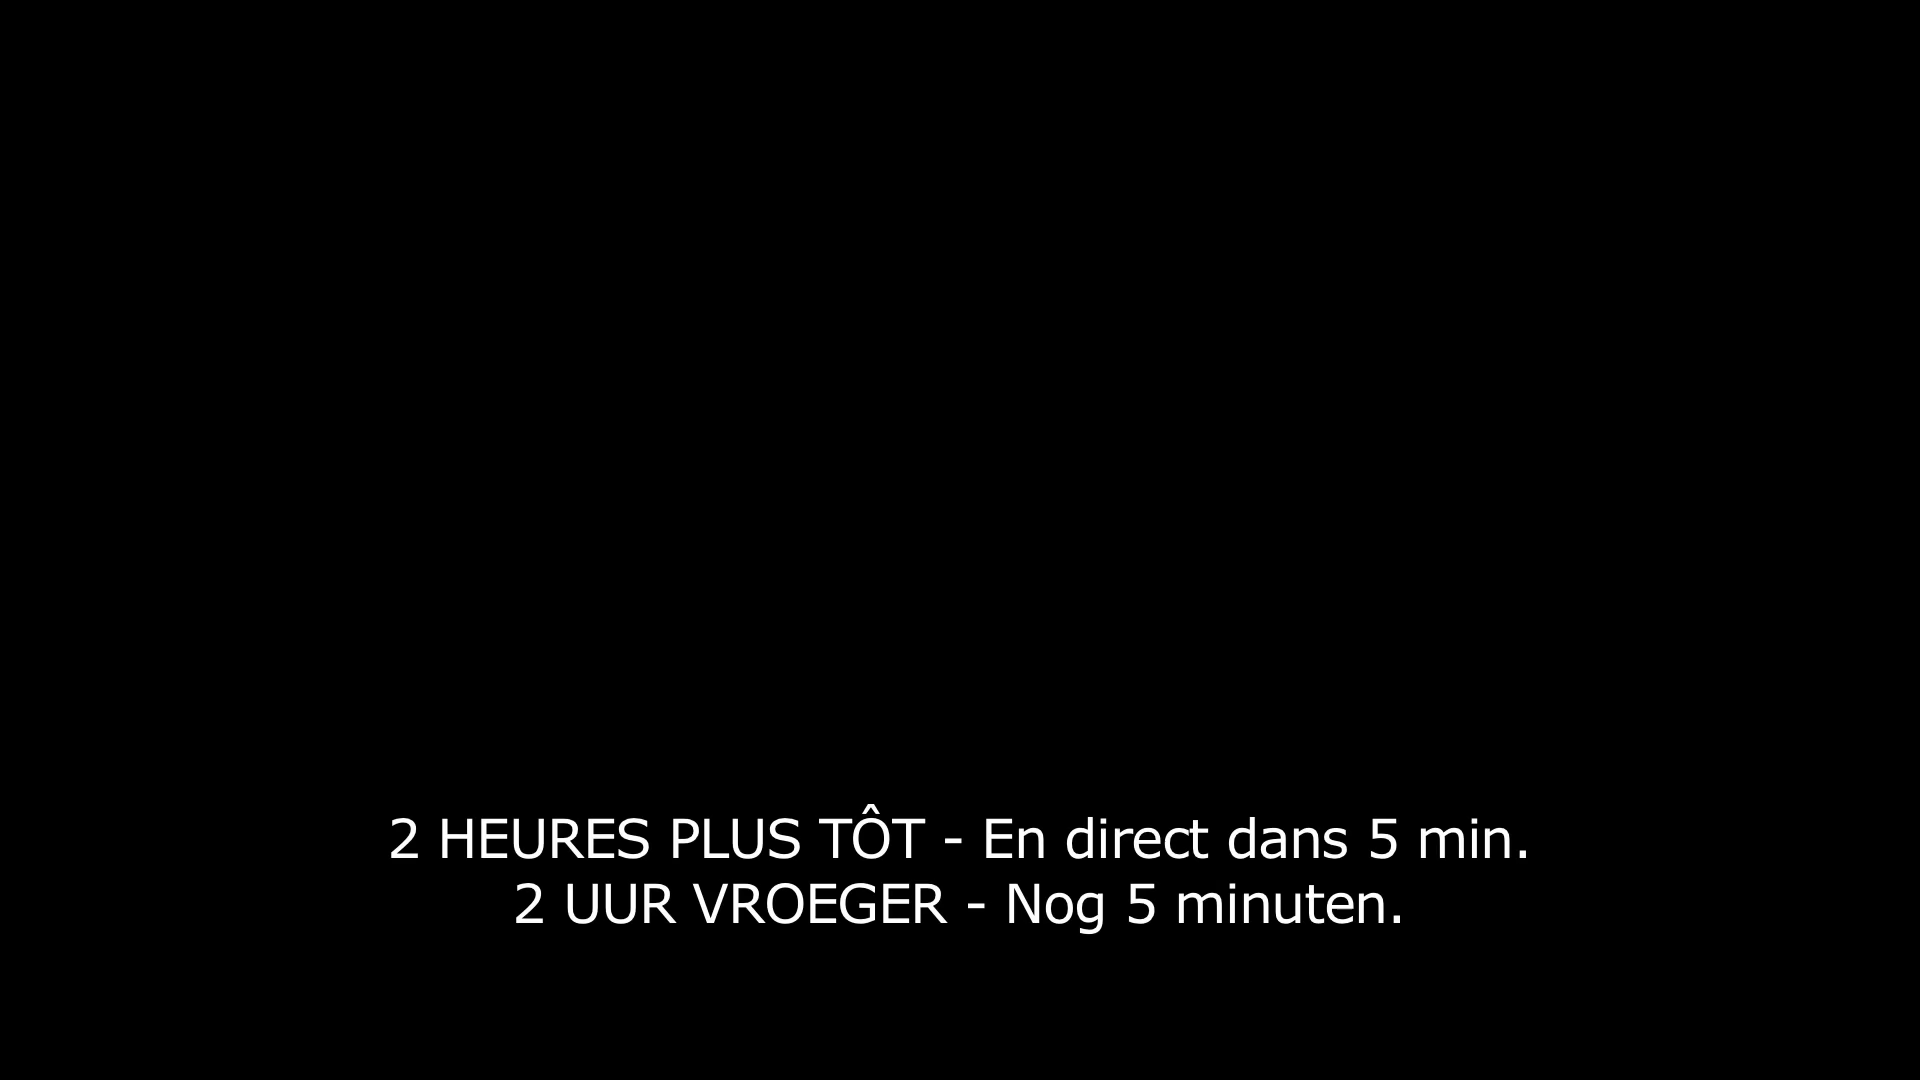 2 HEURES PLUS TÔT - En direct dans 5 min.
2 UUR VROEGER - Nog 5 minuten.